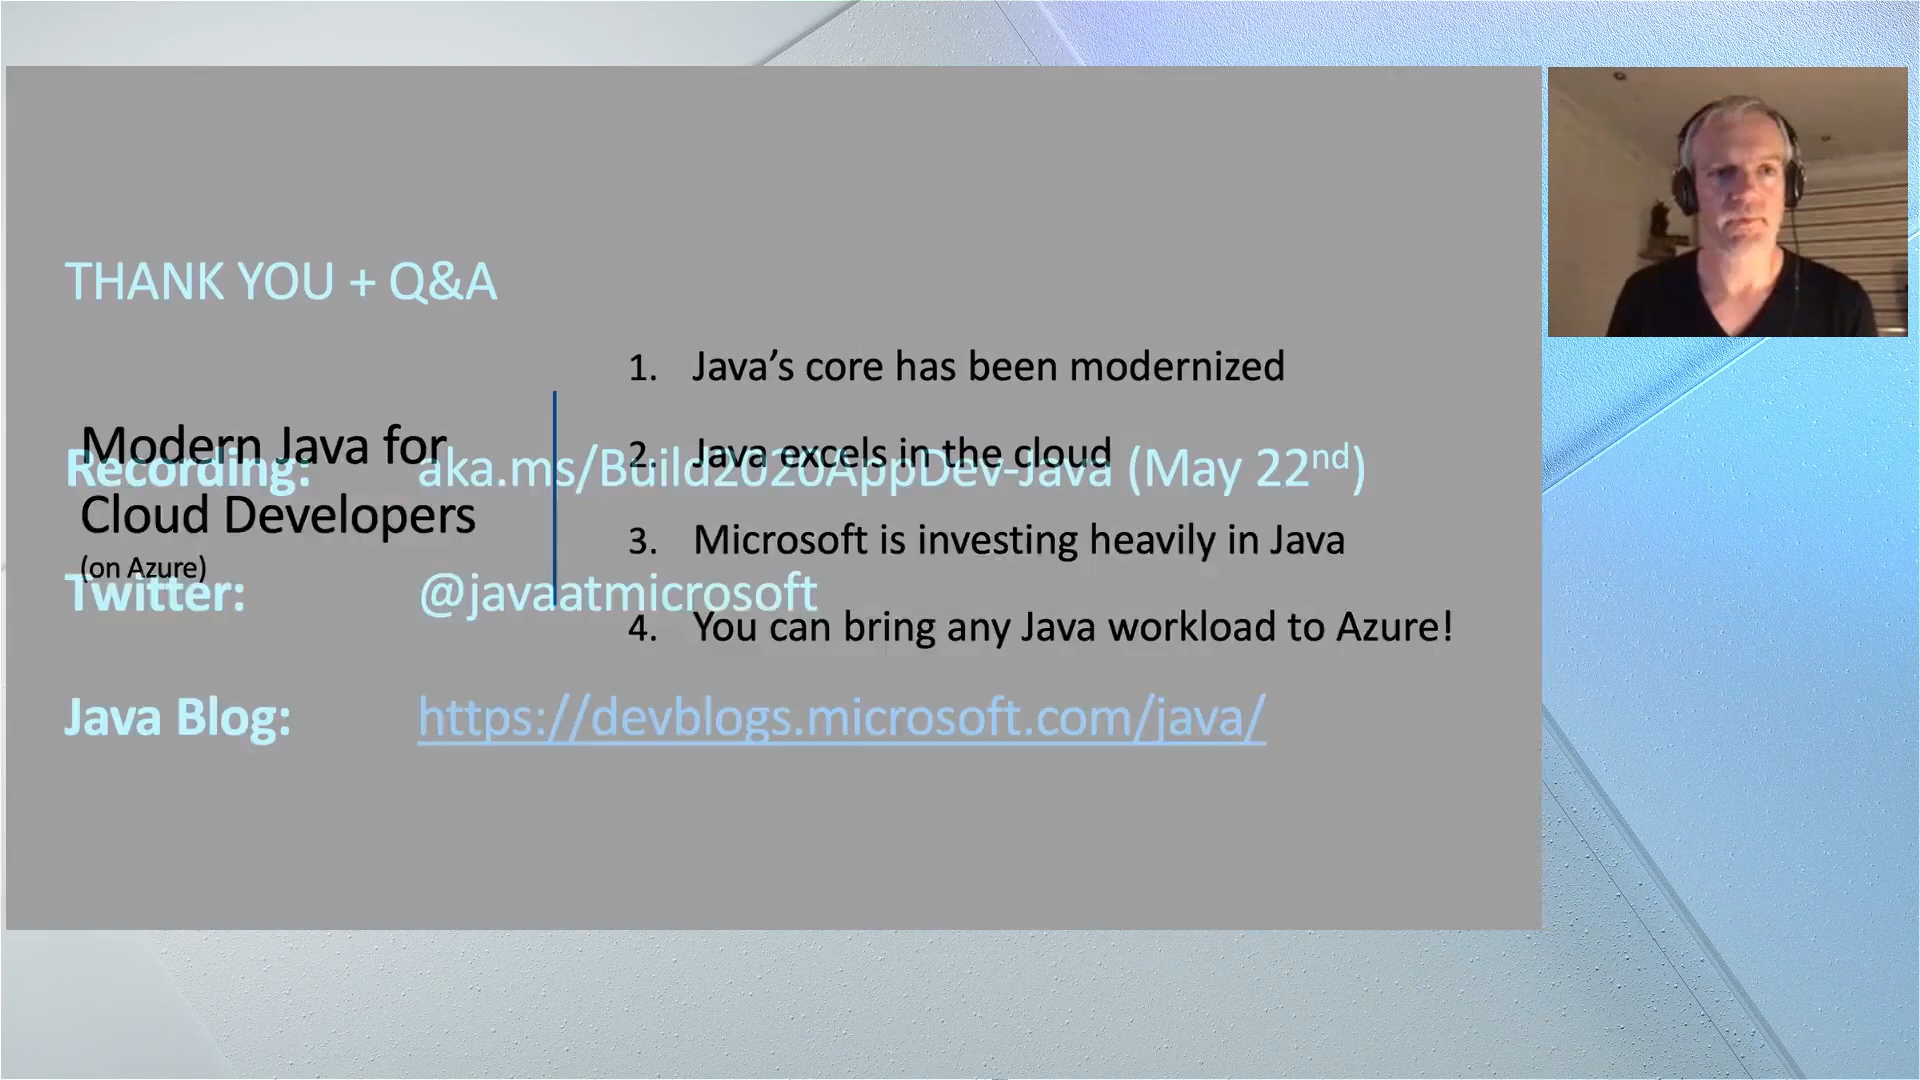 THANK YOU + Q&A
Modern Java for
Cloud Developers
(on Azure)
1. Java’s core has been modernized
2. Java excels in the cloud
3. Microsoft is investing heavily in Java
4. You can bring any Java workload to Azure!
Recording: aka.ms/Build2020AppDev-Java (May 22nd)
Twitter: @javaatmicrosoft
Java Blog: https://devblogs.microsoft.com/java/